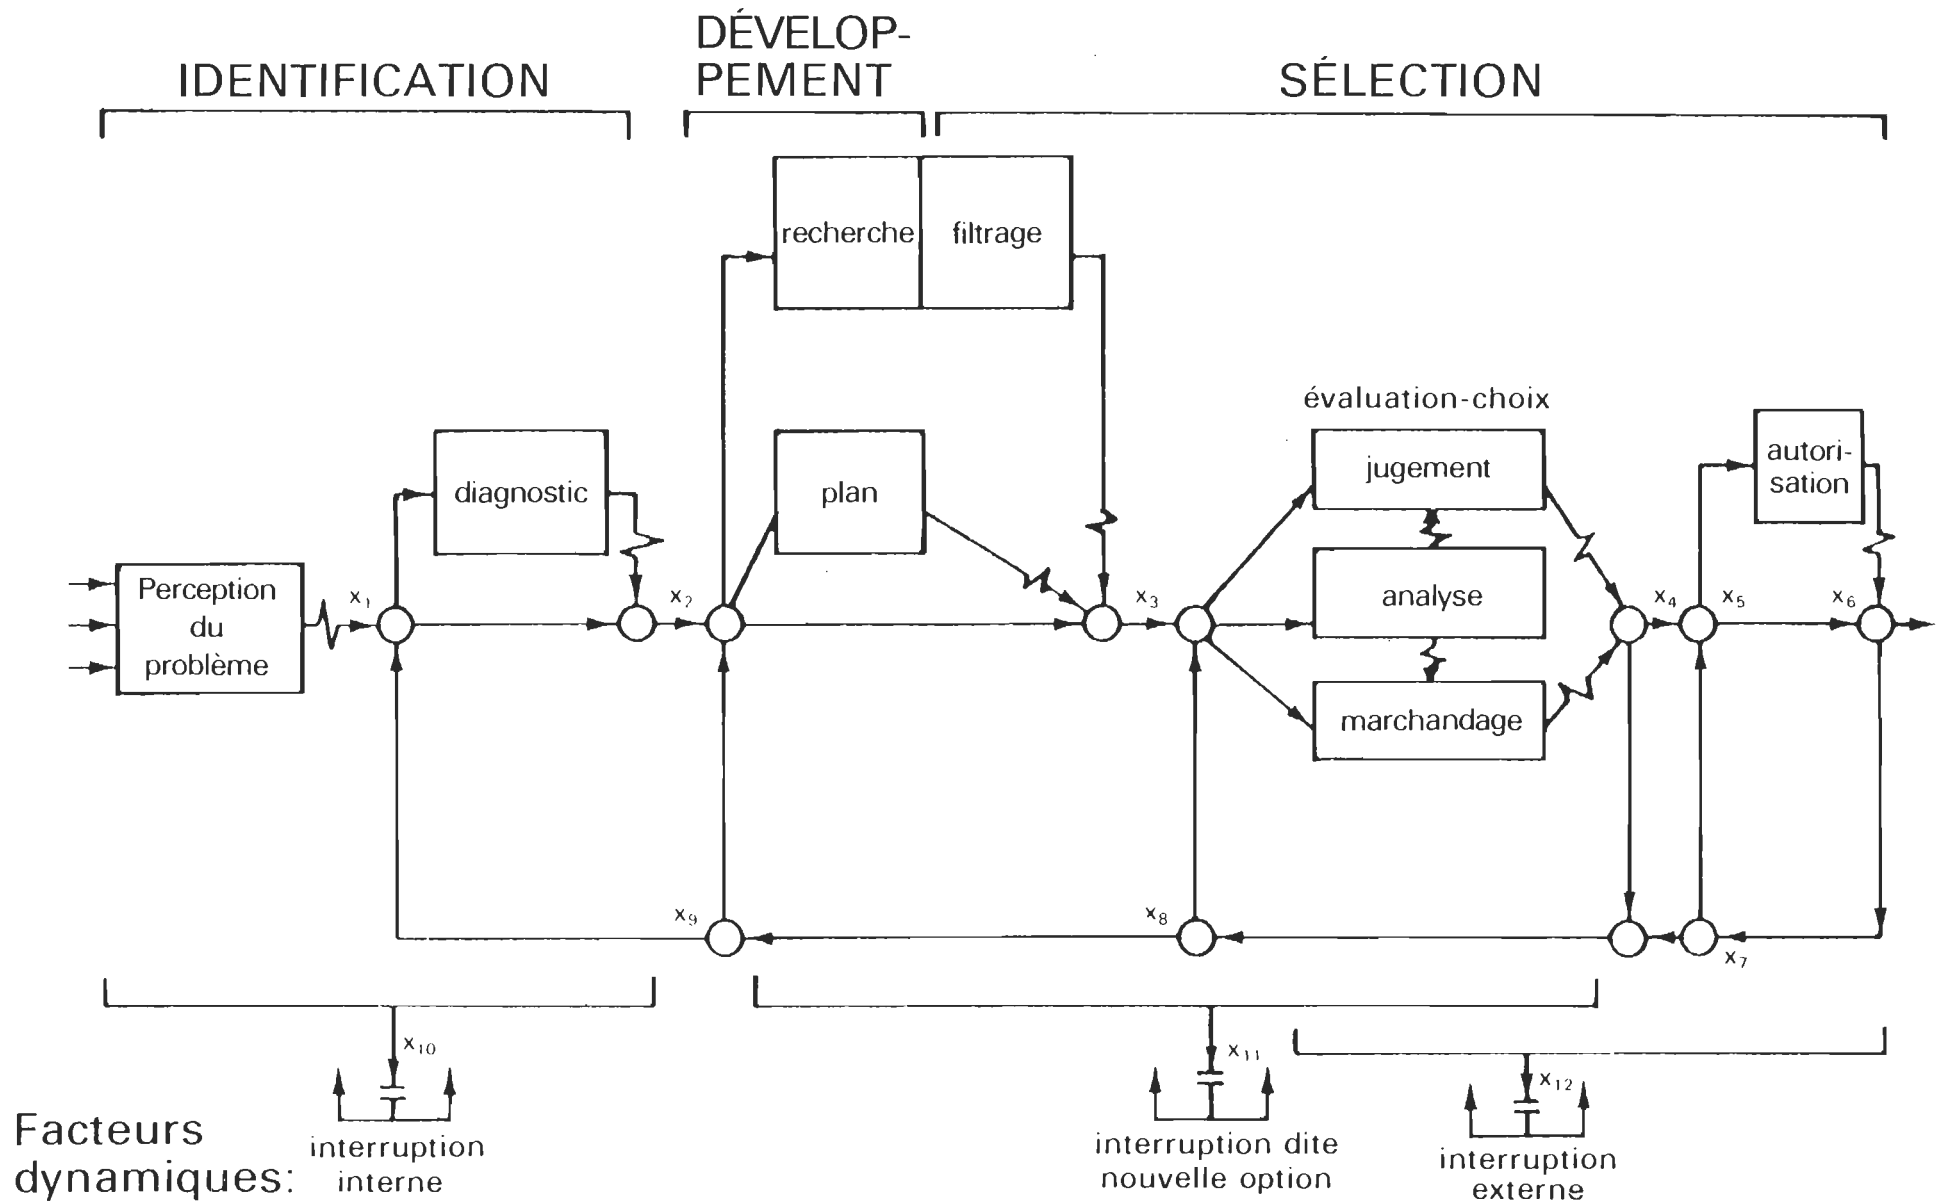 DÉVELOP-
IDENTIFICATION
PEMENT
SÉLECTION
recherche
filtrage
évaluation-choix
jugement
autori-
sation
diagnostic
plan
analyse
Perception
du
problème
x₁
x₂
x₃
x₄
x₅
x₆
marchandage
x₉
x₈
x₇
x₁₀
x₁₁
x₁₂
Facteurs
dynamiques:
interruption
interne
interruption dite
nouvelle option
interruption
externe